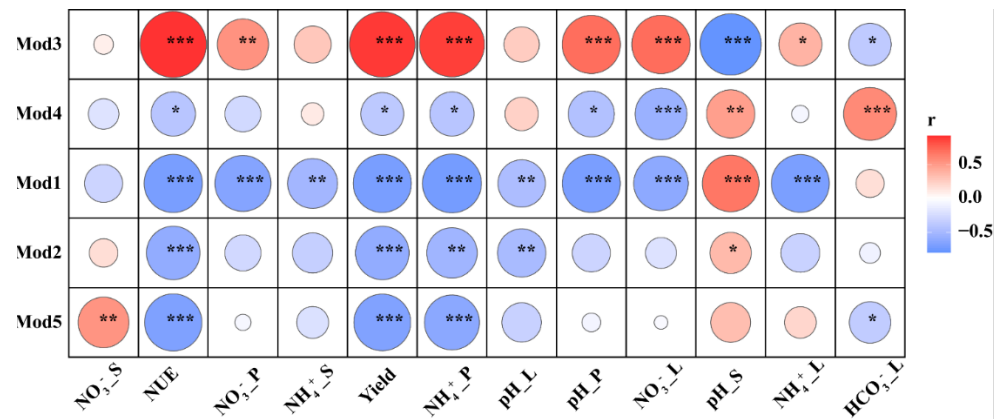 Mod3 *** ** *** *** *** *** *** * *
Mod4 * * * * *** ** ***
r
Mod1 *** *** ** *** *** ** *** *** *** ***
0.5
0.0
−0.5
Mod2 *** *** ** ** *
Mod5 ** *** *** *** *
NO₃⁻_S NUE NO₃⁻_P NH₄⁺_S Yield NH₄⁺_P pH_L pH_P NO₃⁻_L pH_S NH₄⁺_L HCO₃⁻_L